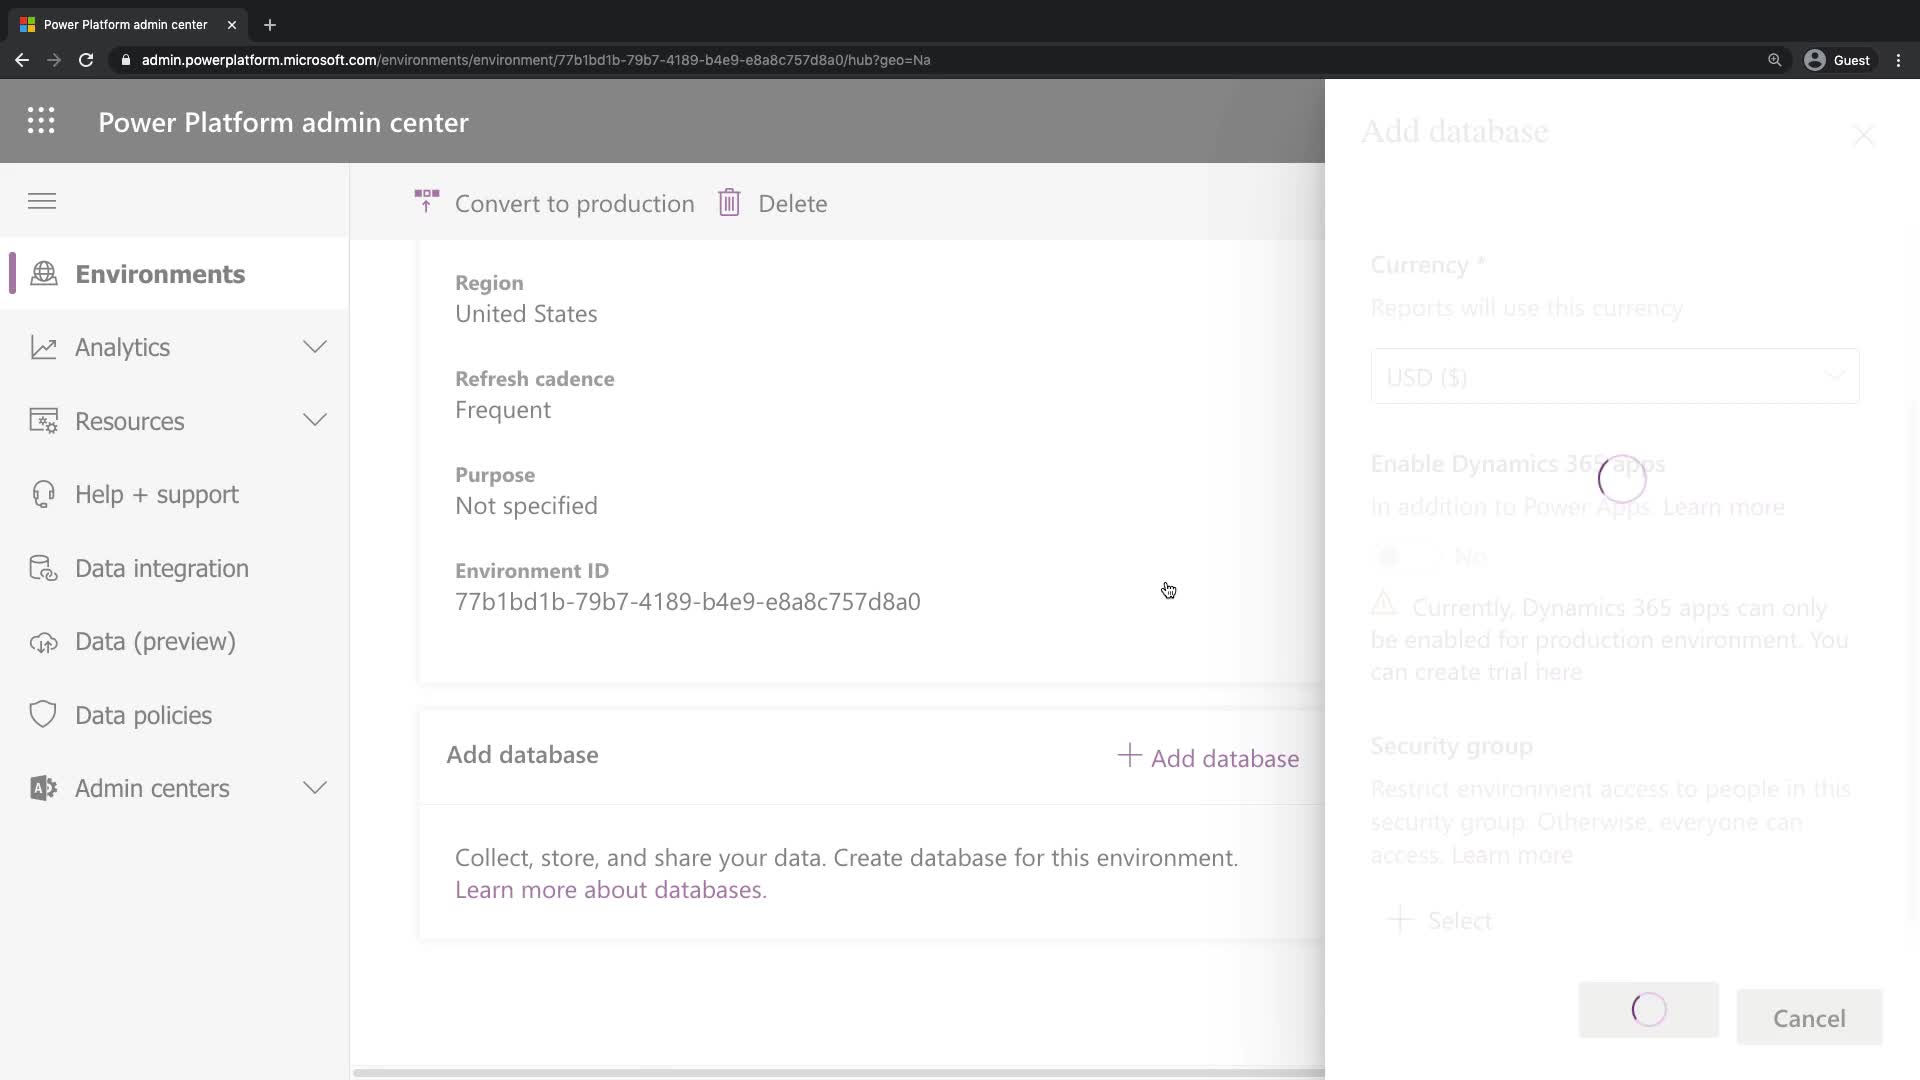 Power Platform admin center
admin.powerplatform.microsoft.com/environments/environment/77b1bd1b-79b7-4189-b4e9-e8a8c757d8a0/hub?geo=Na
Guest
Power Platform admin center
Environments
Analytics
Resources
Help + support
Data integration
Data (preview)
Data policies
Admin centers
Convert to production
Delete
Region
United States
Refresh cadence
Frequent
Purpose
Not specified
Environment ID
77b1bd1b-79b7-4189-b4e9-e8a8c757d8a0
Add database
Add database
Collect, store, and share your data. Create database for this environment.
Learn more about databases.
Add database
Currency *
Reports will use this currency
USD ($)
Enable Dynamics 365 apps
In addition to Power Apps. Learn more
No
Currently, Dynamics 365 apps can only
be enabled for production environment. You
can create trial here
Security group
Restrict environment access to people in this
security group. Otherwise, everyone can
access. Learn more
Select
Cancel